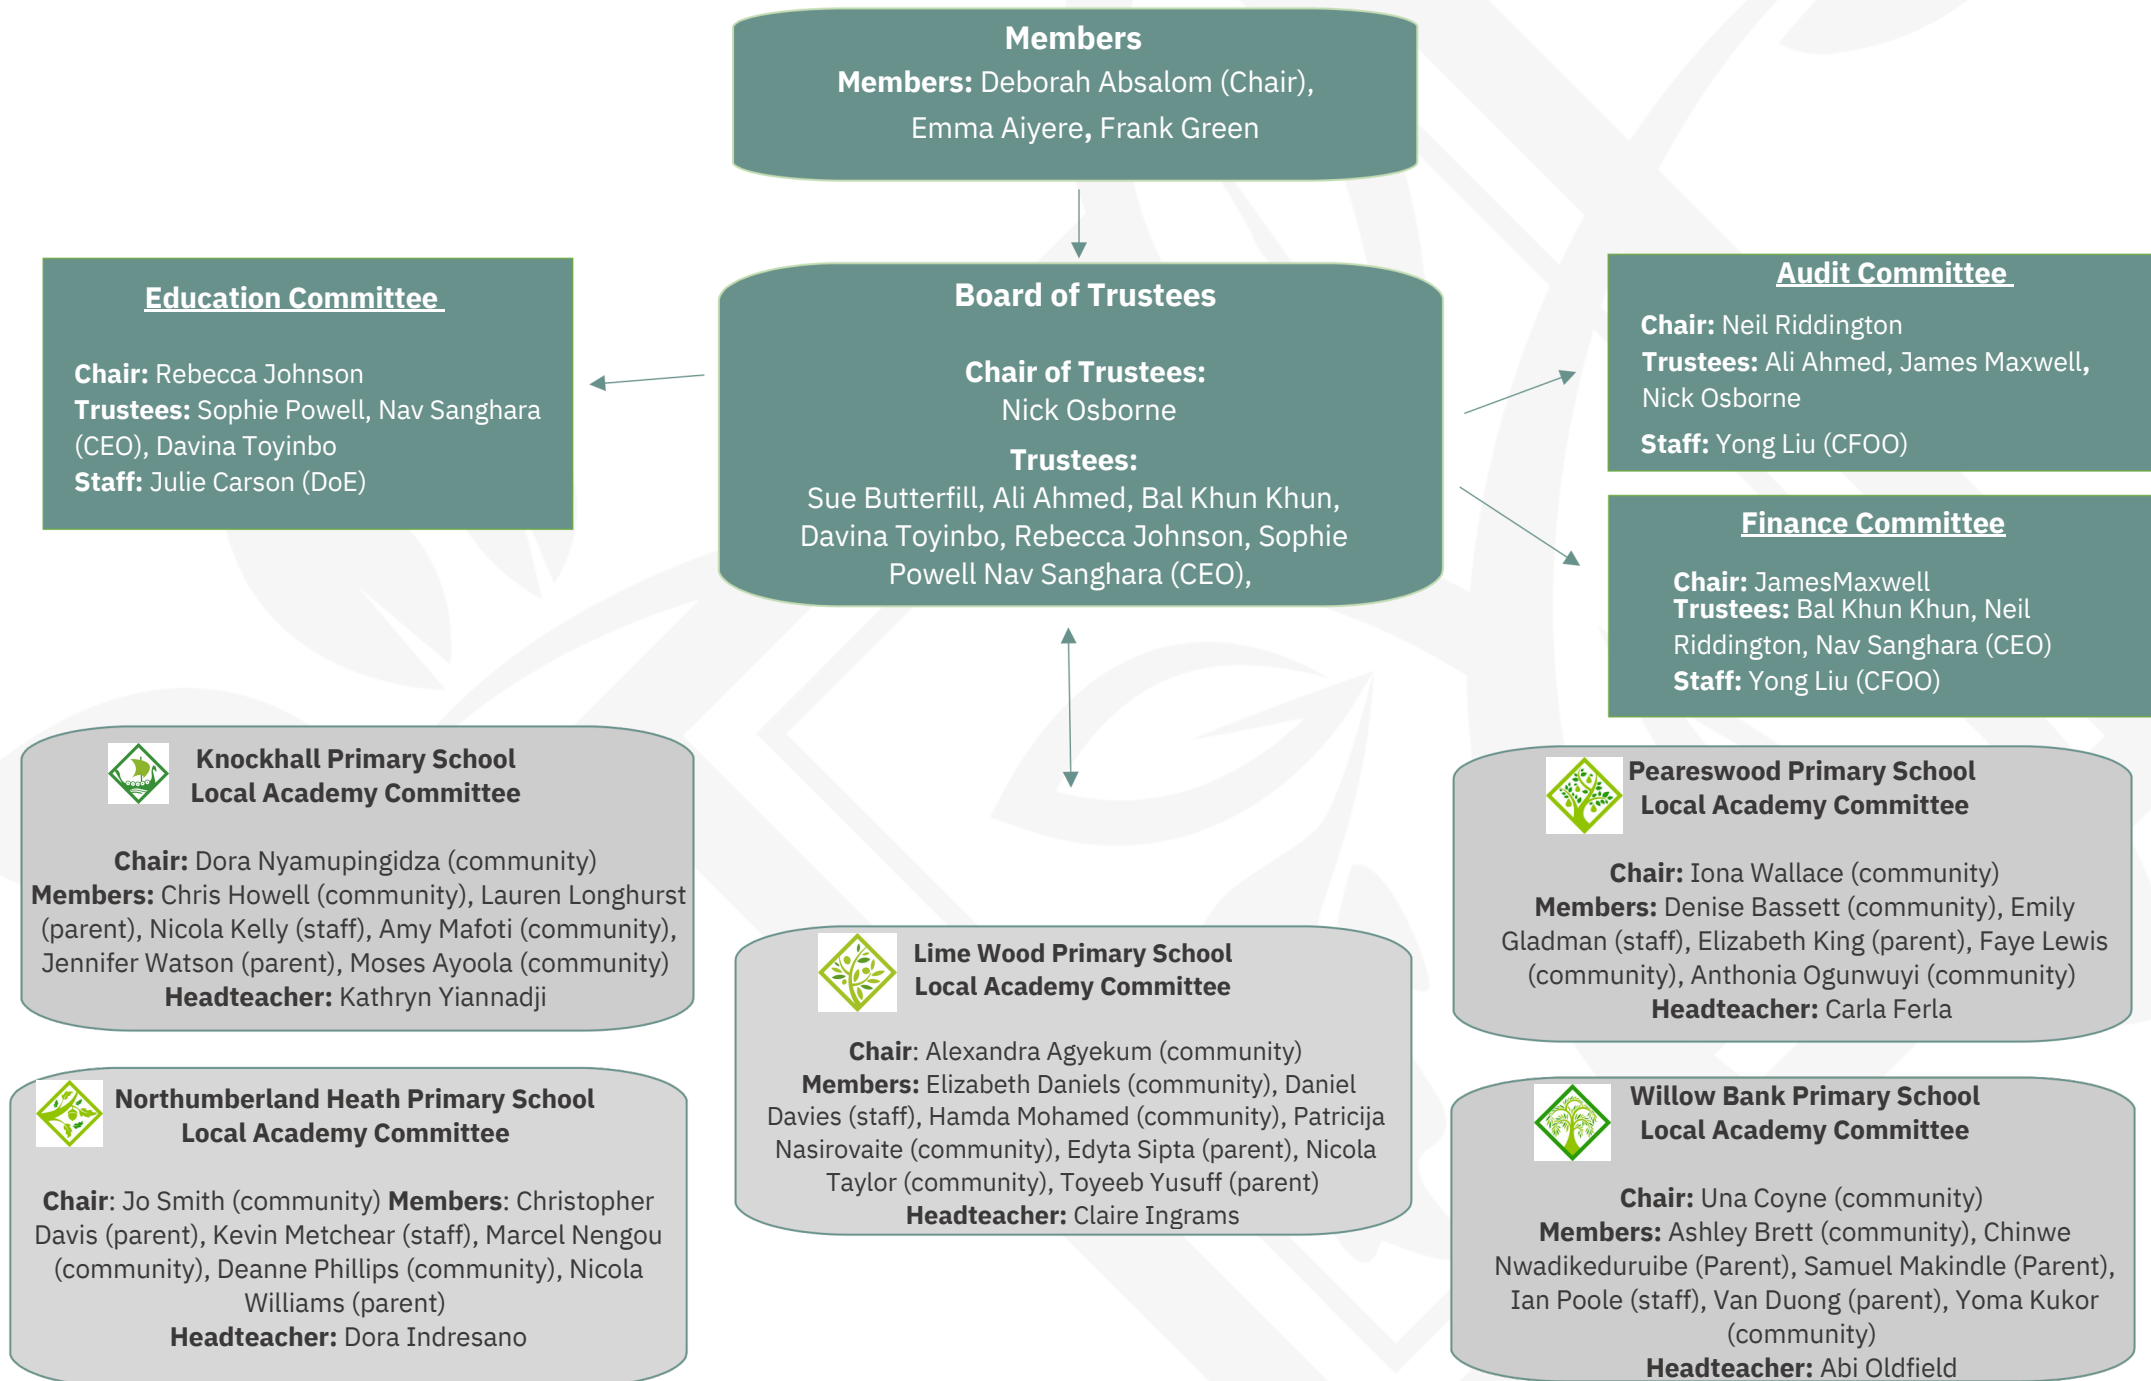 Members
Members: Deborah Absalom (Chair),
Emma Aiyere, Frank Green
Education Committee
Chair: Rebecca Johnson
Trustees: Sophie Powell, Nav Sanghara
(CEO), Davina Toyinbo
Staff: Julie Carson (DoE)
Board of Trustees
Chair of Trustees:
Nick Osborne
Trustees:
Sue Butterfill, Ali Ahmed, Bal Khun Khun,
Davina Toyinbo, Rebecca Johnson, Sophie
Powell Nav Sanghara (CEO),
Audit Committee
Chair: Neil Riddington
Trustees: Ali Ahmed, James Maxwell,
Nick Osborne
Staff: Yong Liu (CFOO)
Finance Committee
Chair: JamesMaxwell
Trustees: Bal Khun Khun, Neil
Riddington, Nav Sanghara (CEO)
Staff: Yong Liu (CFOO)
Knockhall Primary School
Local Academy Committee
Chair: Dora Nyamupingidza (community)
Members: Chris Howell (community), Lauren Longhurst
(parent), Nicola Kelly (staff), Amy Mafoti (community),
Jennifer Watson (parent), Moses Ayoola (community)
Headteacher: Kathryn Yiannadji
Northumberland Heath Primary School
Local Academy Committee
Chair: Jo Smith (community) Members: Christopher
Davis (parent), Kevin Metchear (staff), Marcel Nengou
(community), Deanne Phillips (community), Nicola
Williams (parent)
Headteacher: Dora Indresano
Lime Wood Primary School
Local Academy Committee
Chair: Alexandra Agyekum (community)
Members: Elizabeth Daniels (community), Daniel
Davies (staff), Hamda Mohamed (community), Patricija
Nasirovaite (community), Edyta Sipta (parent), Nicola
Taylor (community), Toyeeb Yusuff (parent)
Headteacher: Claire Ingrams
Peareswood Primary School
Local Academy Committee
Chair: Iona Wallace (community)
Members: Denise Bassett (community), Emily
Gladman (staff), Elizabeth King (parent), Faye Lewis
(community), Anthonia Ogunwuyi (community)
Headteacher: Carla Ferla
Willow Bank Primary School
Local Academy Committee
Chair: Una Coyne (community)
Members: Ashley Brett (community), Chinwe
Nwadikeduruibe (Parent), Samuel Makindle (Parent),
Ian Poole (staff), Van Duong (parent), Yoma Kukor
(community)
Headteacher: Abi Oldfield